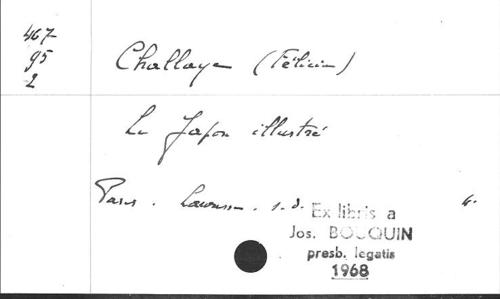 467
95
2
Challaye (Félicien)
Le Japon illustré
Paris. Larousse. s.d. 4°
Ex libris a
Jos. BOUQUIN
presb. legatis
1968